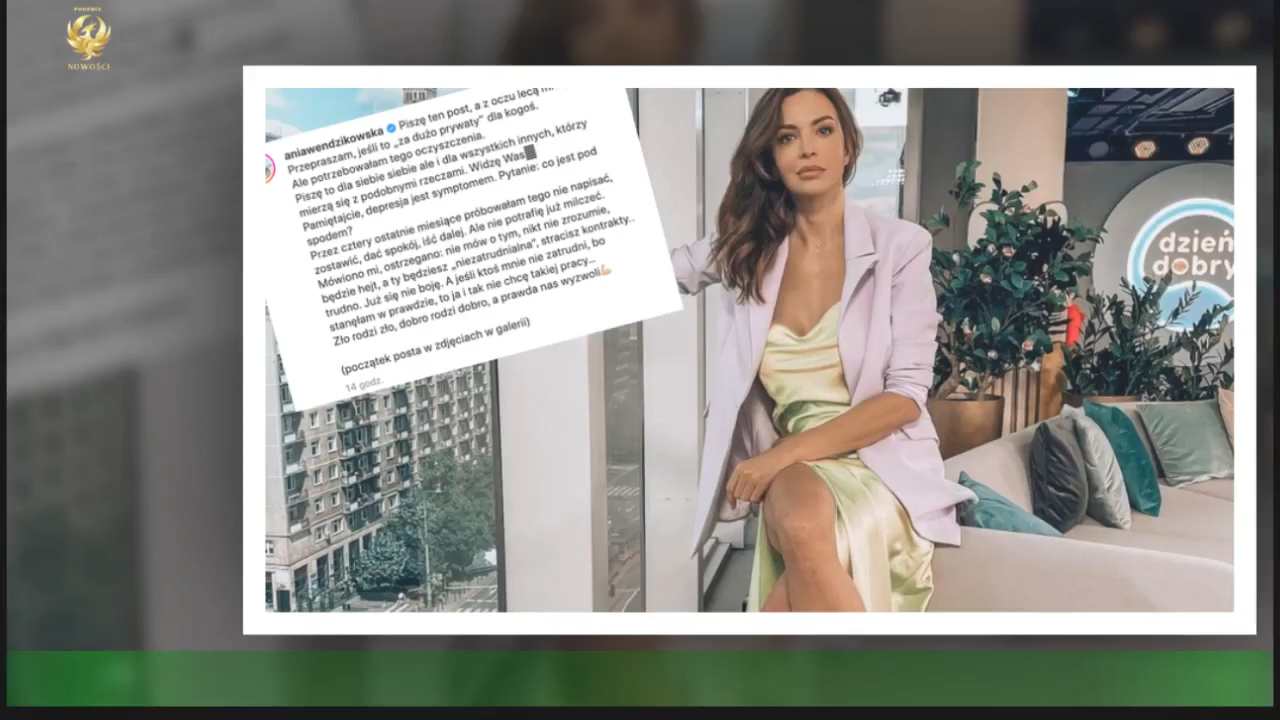 PHOENIX
NOWOŚCI
aniawendzikowska Piszę ten post, a z oczu lecą
Przepraszam, jeśli to „za dużo prywaty" dla kogoś.
Ale potrzebowałam tego oczyszczenia.
Piszę to dla siebie siebie ale i dla wszystkich innych, którzy
mierzą się z podobnymi rzeczami. Widzę Was
Pamiętajcie, depresja jest symptomem. Pytanie: co jest pod
spodem?
Przez cztery ostatnie miesiące próbowałam tego nie napisać,
zostawić, dać spokój, iść dalej. Ale nie potrafię już milczeć.
Mówiono mi, ostrzegano: nie mów o tym, nikt nie zrozumie,
będzie hejt, a ty będziesz „niezatrudnialna", stracisz kontrakty..
trudno. Już się nie boję. A jeśli ktoś mnie nie zatrudni, bo
stanęłam w prawdzie, to ja i tak nie chcę takiej pracy...
Zło rodzi zło, dobro rodzi dobro, a prawda nas wyzwoli💪
(początek posta w zdjęciach w galerii)
14 godz.
dzień
dobry